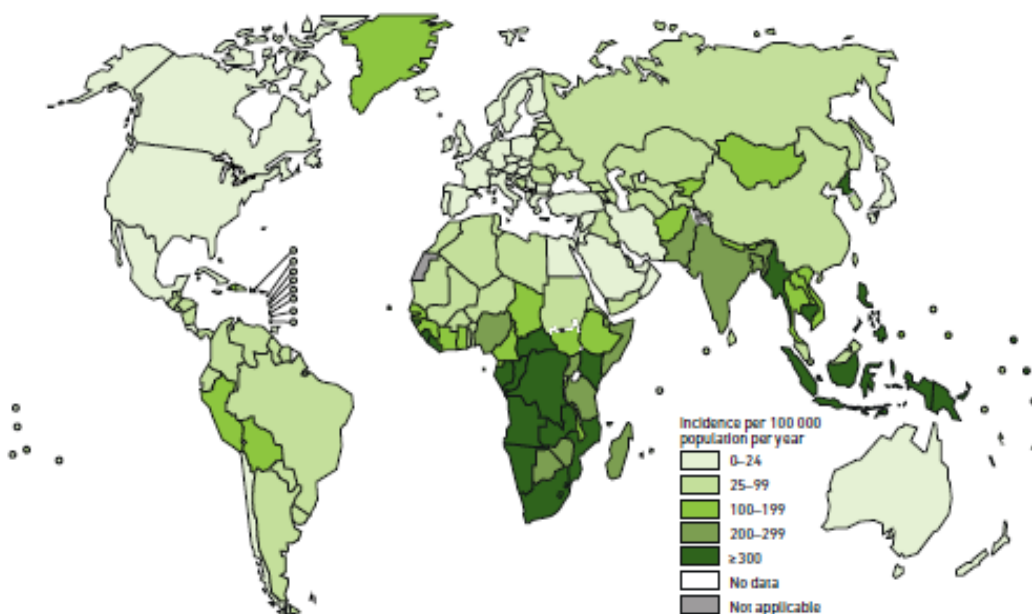 Incidence per 100 000
population per year
0–24
25–99
100–199
200–299
≥300
No data
Not applicable